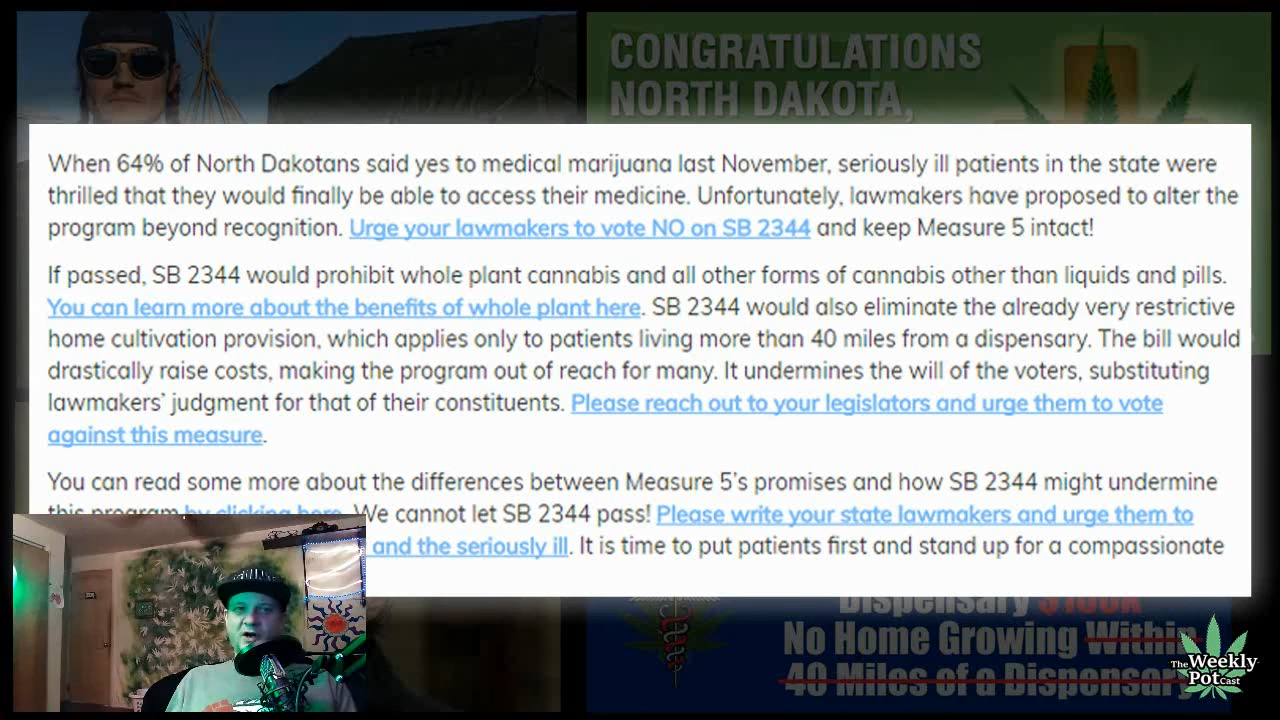 CONGRATULATIONS
NORTH DAKOTA,
When 64% of North Dakotans said yes to medical marijuana last November, seriously ill patients in the state were
thrilled that they would finally be able to access their medicine. Unfortunately, lawmakers have proposed to alter the
program beyond recognition. Urge your lawmakers to vote NO on SB 2344 and keep Measure 5 intact!
If passed, SB 2344 would prohibit whole plant cannabis and all other forms of cannabis other than liquids and pills.
You can learn more about the benefits of whole plant here. SB 2344 would also eliminate the already very restrictive
home cultivation provision, which applies only to patients living more than 40 miles from a dispensary. The bill would
drastically raise costs, making the program out of reach for many. It undermines the will of the voters, substituting
lawmakers’ judgment for that of their constituents. Please reach out to your legislators and urge them to vote
against this measure.
You can read some more about the differences between Measure 5’s promises and how SB 2344 might undermine
this program by clicking here. We cannot let SB 2344 pass! Please write your state lawmakers and urge them to
and the seriously ill. It is time to put patients first and stand up for a compassionate
Dispensary $100k
No Home Growing Within
40 Miles of a Dispensary
The Weekly
Potcast